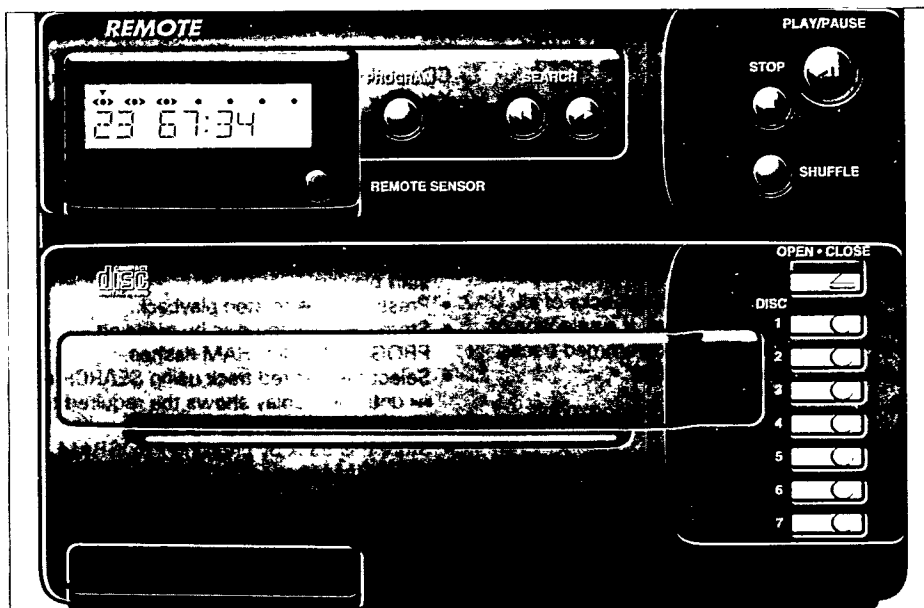 REMOTE
PLAY/PAUSE
STOP
PROGRAM
SEARCH
23 67:34
REMOTE SENSOR
SHUFFLE
OPEN • CLOSE
disc
DISC
1
2
3
4
5
6
7